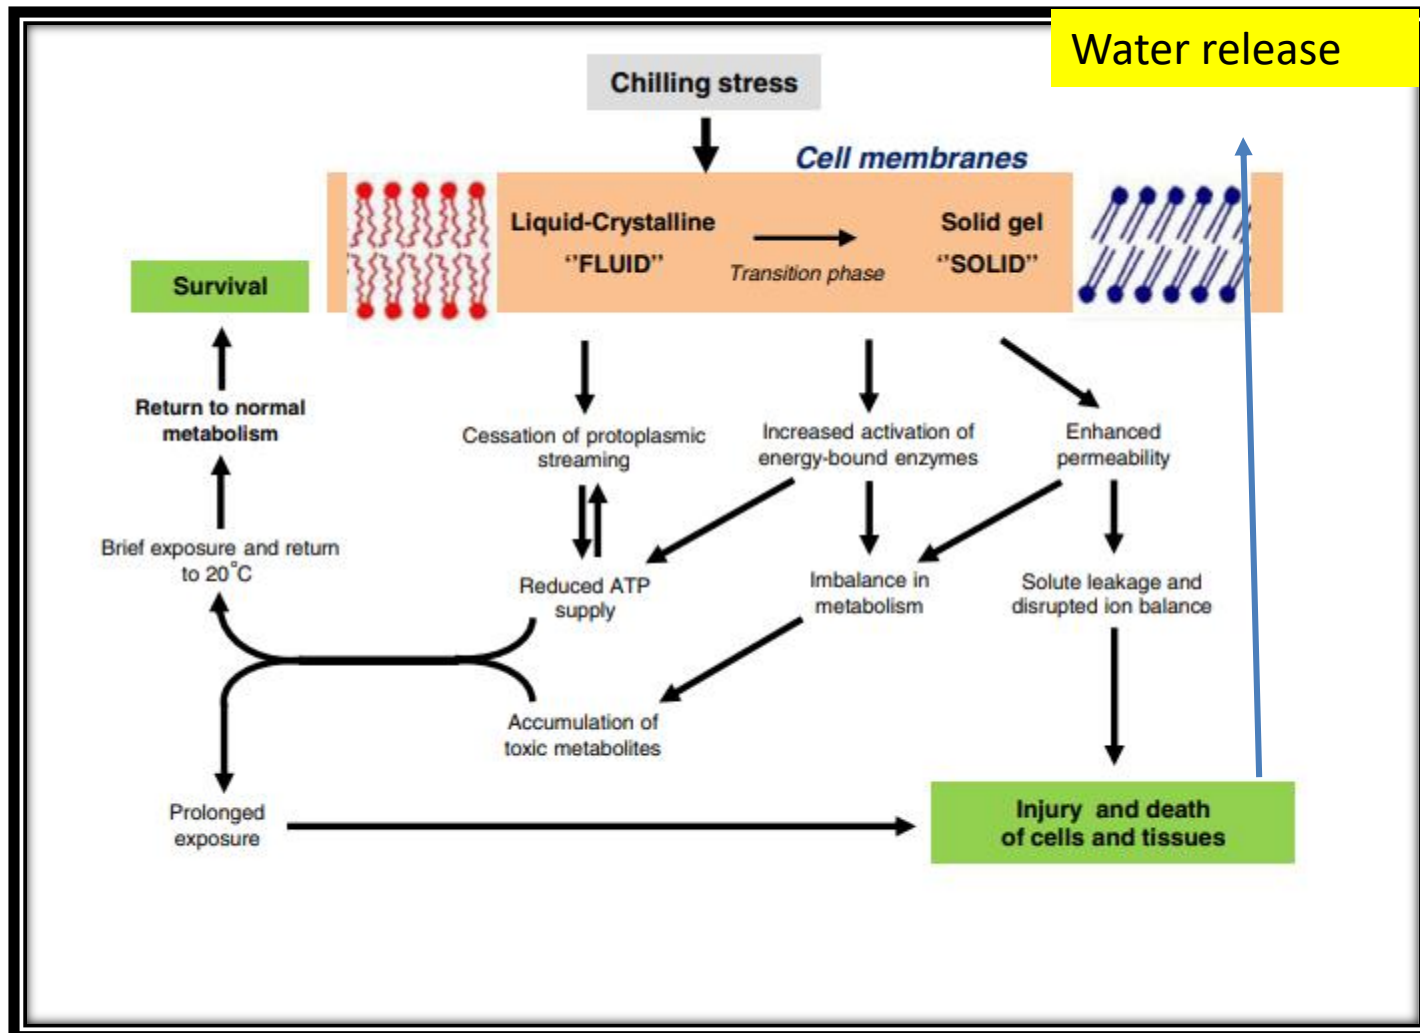 Water release
Chilling stress
Cell membranes
Liquid-Crystalline
‘’FLUID’’
Transition phase
Solid gel
‘’SOLID’’
Survival
Return to normal
metabolism
Cessation of protoplasmic
streaming
Increased activation of
energy-bound enzymes
Enhanced
permeability
Brief exposure and return
to 20°C
Reduced ATP
supply
Imbalance in
metabolism
Solute leakage and
disrupted ion balance
Accumulation of
toxic metabolites
Prolonged
exposure
Injury and death
of cells and tissues